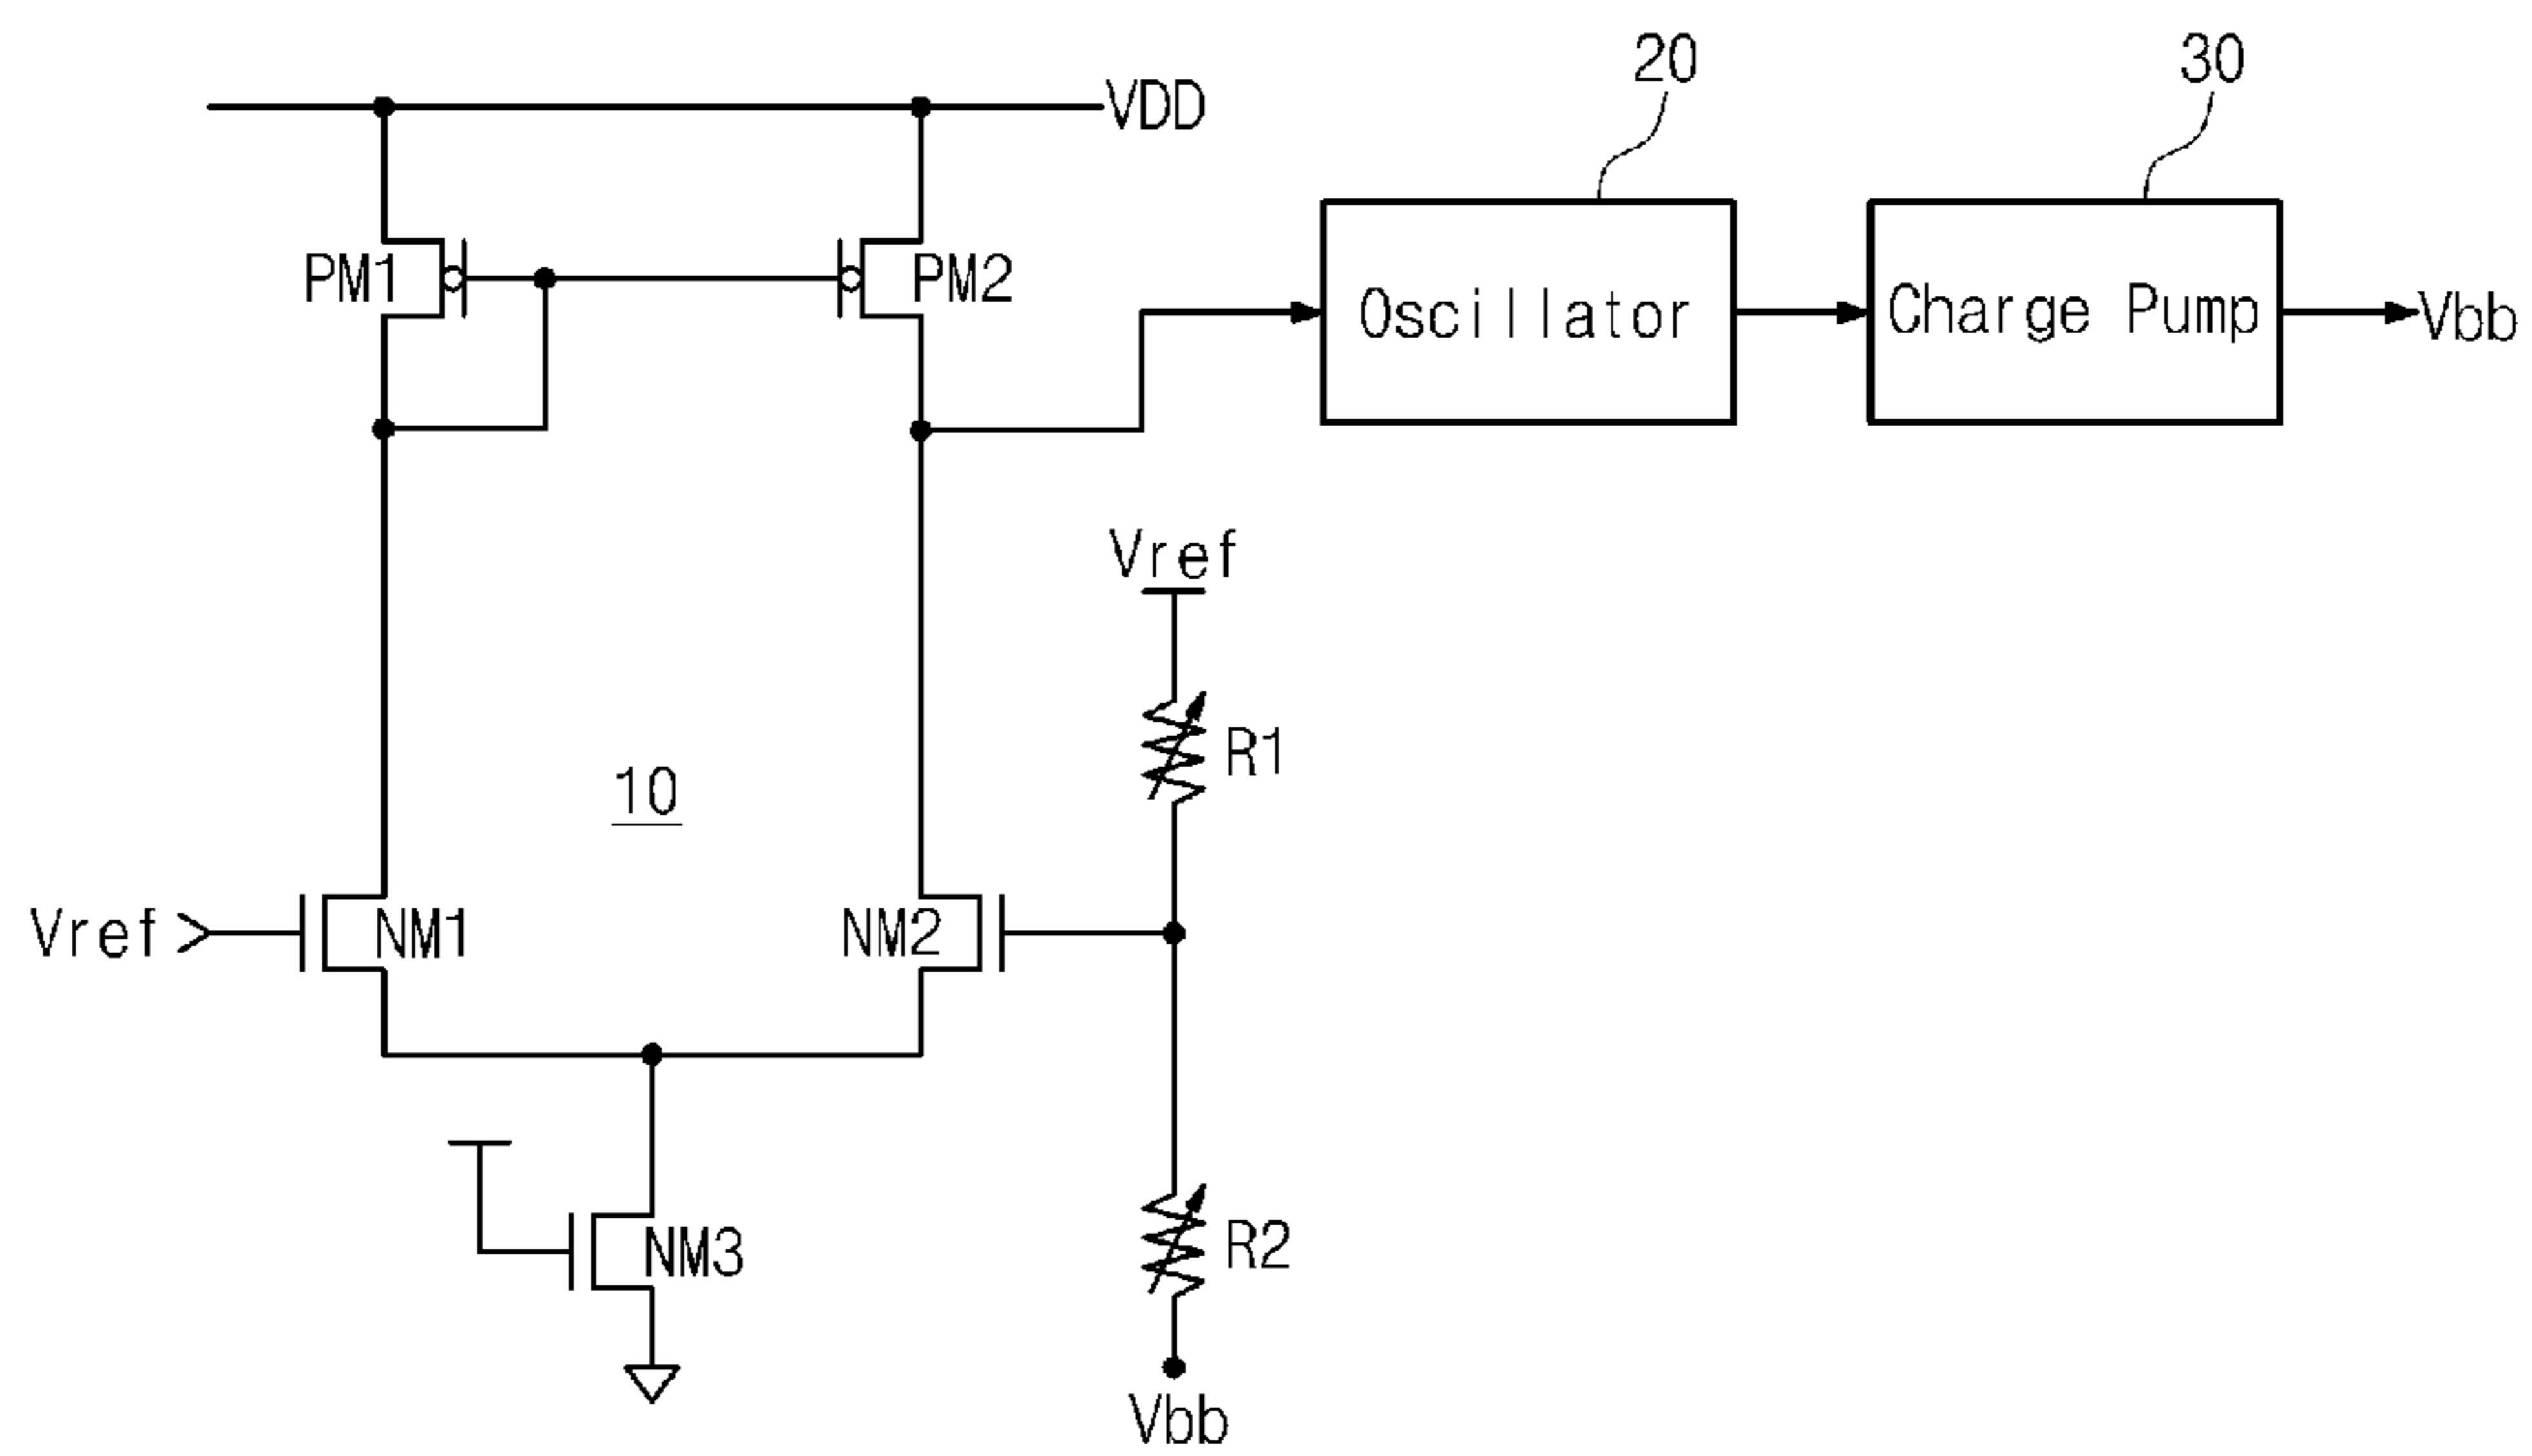 20
30
VDD
PM1
PM2
Oscillator
Charge Pump
Vbb
Vref
R1
10
Vref
NM1
NM2
NM3
R2
Vbb